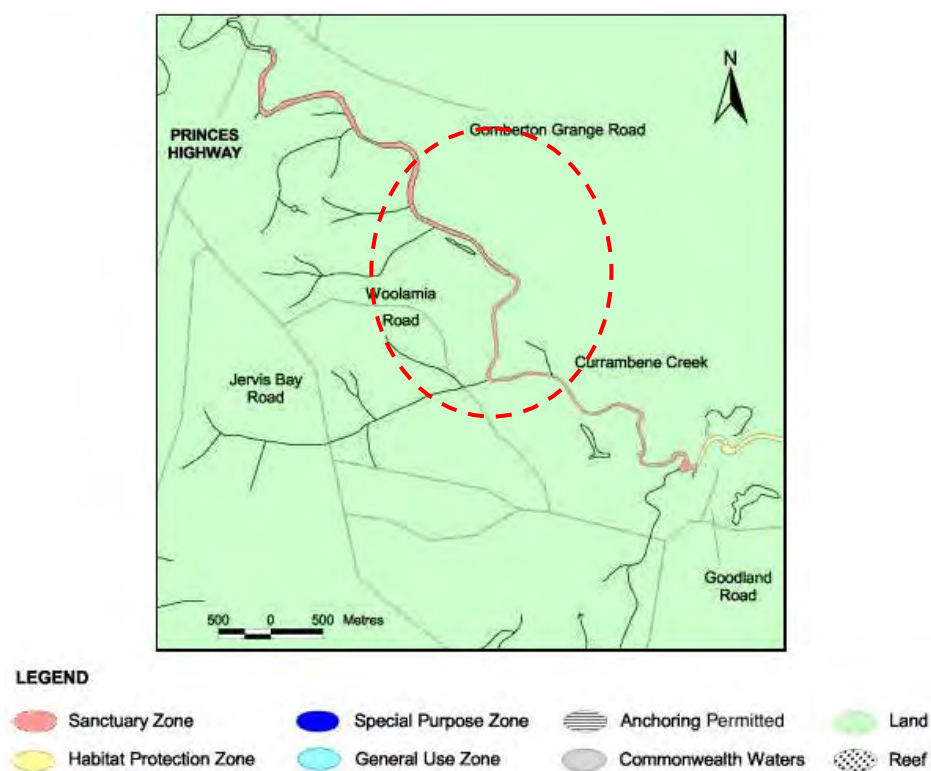 N
Comberton Grange Road
PRINCES
HIGHWAY
Woolamia
Road
Currambene Creek
Jervis Bay
Road
Goodland
Road
500 0 500 Metres
LEGEND
Sanctuary Zone
Special Purpose Zone
Anchoring Permitted
Land
Habitat Protection Zone
General Use Zone
Commonwealth Waters
Reef